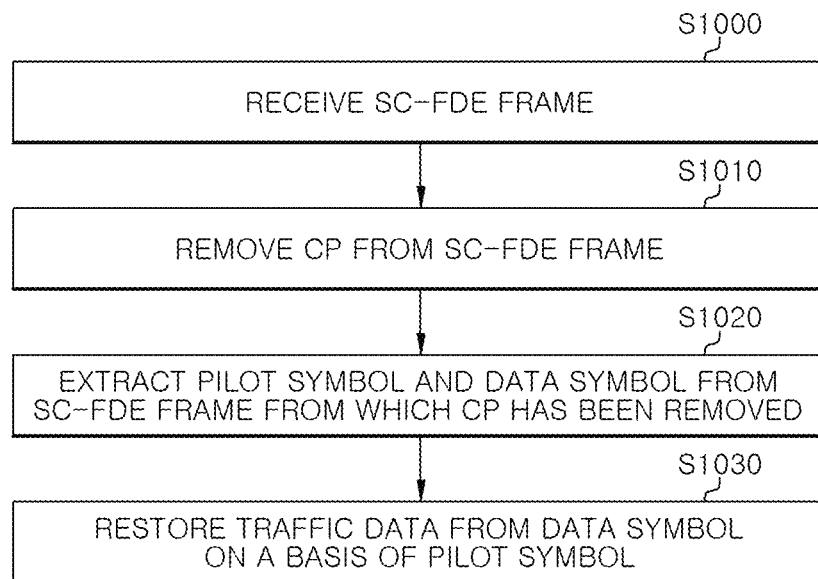 S1000
RECEIVE SC-FDE FRAME
S1010
REMOVE CP FROM SC-FDE FRAME
S1020
EXTRACT PILOT SYMBOL AND DATA SYMBOL FROM
SC-FDE FRAME FROM WHICH CP HAS BEEN REMOVED
S1030
RESTORE TRAFFIC DATA FROM DATA SYMBOL
ON A BASIS OF PILOT SYMBOL